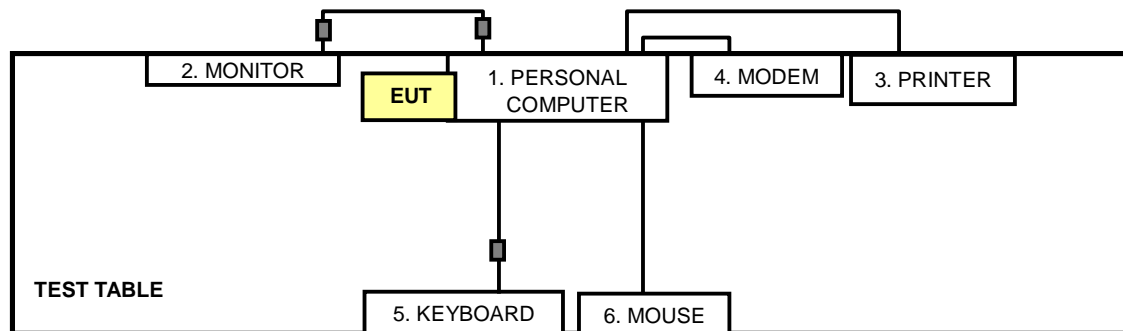 2. MONITOR
EUT
1. PERSONAL
COMPUTER
4. MODEM
3. PRINTER
TEST TABLE
5. KEYBOARD
6. MOUSE